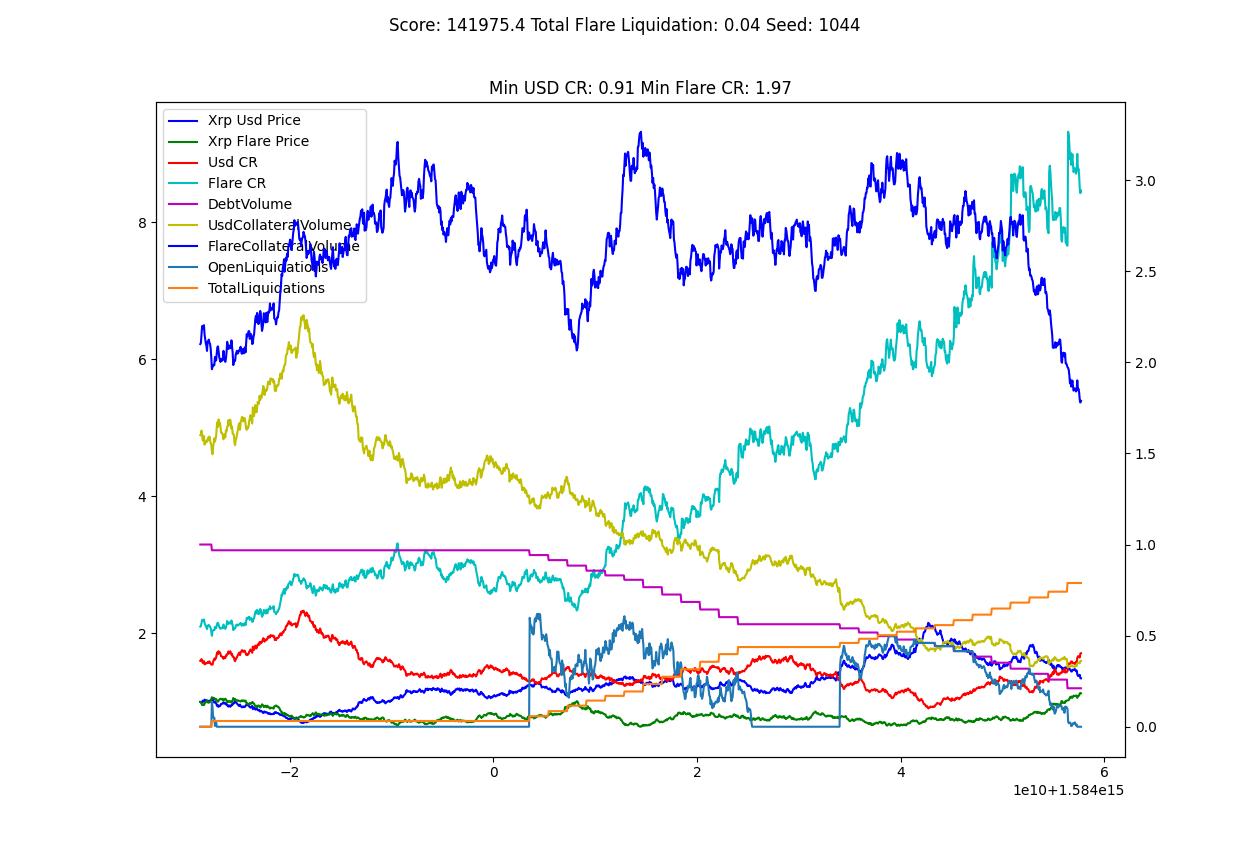 Score: 141975.4 Total Flare Liquidation: 0.04 Seed: 1044
Min USD CR: 0.91 Min Flare CR: 1.97
Xrp Usd Price
Xrp Flare Price
Usd CR
Flare CR
DebtVolume
UsdCollateralVolume
FlareCollateralVolume
OpenLiquidations
TotalLiquidations
8
6
4
2
3.0
2.5
2.0
1.5
1.0
0.5
0.0
−2 0 2 4 6
1e10+1.584e15